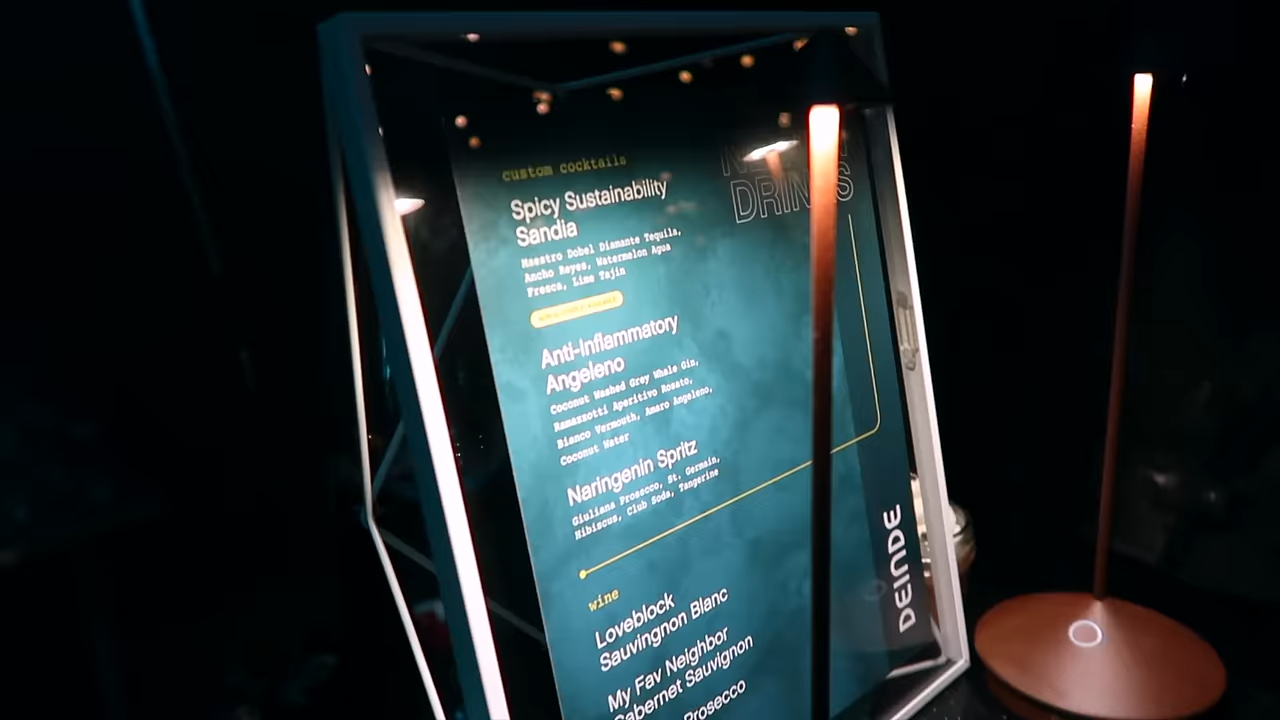 custom cocktails
Spicy Sustainability
Sandia
Maestro Dobel Diamante Tequila,
Ancho Reyes, Watermelon Agua
Fresca, Lime Tajin
Anti-Inflammatory
Angeleno
Coconut Washed Grey Whale Gin,
Ramazzotti Aperitivo Rosato,
Bianco Vermouth, Amaro Angeleno,
Coconut Water
Naringenin Spritz
Giuliana Prosecco, St. Germain,
Hibiscus, Club Soda, Tangerine
wine
Loveblock
Sauvingnon Blanc
My Fav Neighbor
Cabernet Sauvignon
Prosecco
DRINKS
DEINDE